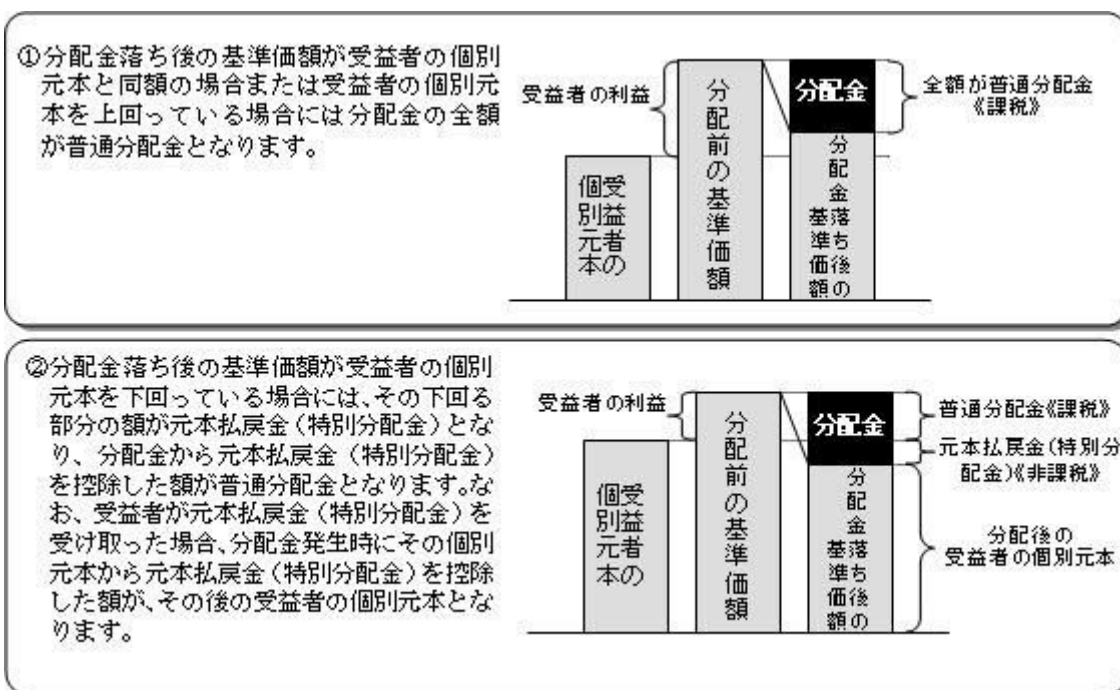 ①分配金落ち後の基準価額が受益者の個別
元本と同額の場合または受益者の個別元
本を上回っている場合には分配金の全額
が普通分配金となります。
受益者の利益
受益者の
個別元本
分配前の基準価額
分配金
分配金落ち後の
基準価額
全額が普通分配金
《課税》
②分配金落ち後の基準価額が受益者の個別
元本を下回っている場合には、その下回る
部分の額が元本払戻金(特別分配金)とな
り、分配金から元本払戻金(特別分配金)
を控除した額が普通分配金となります。な
お、受益者が元本払戻金(特別分配金)を
受け取った場合、分配金発生時にその個別
元本から元本払戻金(特別分配金)を控除
した額が、その後の受益者の個別元本とな
ります。
受益者の利益
受益者の
個別元本
分配前の基準価額
分配金
分配金落ち後の
基準価額
普通分配金《課税》
元本払戻金(特別分
配金)《非課税》
分配後の
受益者の個別元本